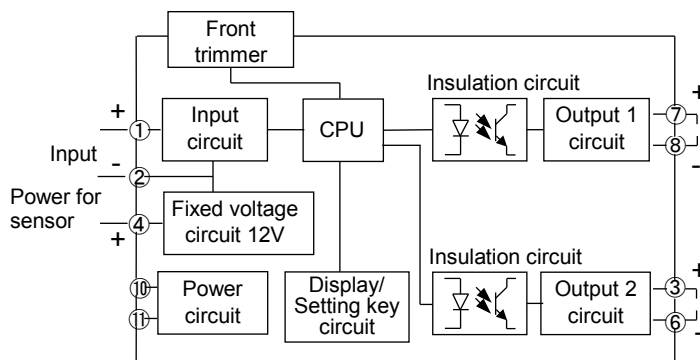 Front
trimmer
Insulation circuit
+
+
① Input
circuit
CPU
Output 1
circuit
⑦
⑧
-
Input
-
②
Power for
sensor
④
+
Fixed voltage
circuit 12V
Insulation circuit
⑩
⑪
Power
circuit
Display/
Setting key
circuit
Output 2
circuit
+
③
⑥
-